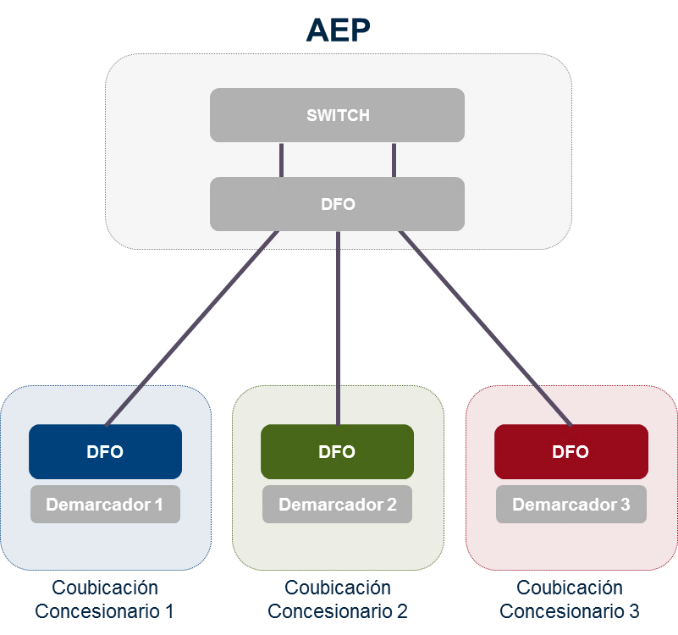 AEP
SWITCH
DFO
DFO
DFO
DFO
Demarcador 1
Demarcador 2
Demarcador 3
Coubicación
Concesionario 1
Coubicación
Concesionario 2
Coubicación
Concesionario 3